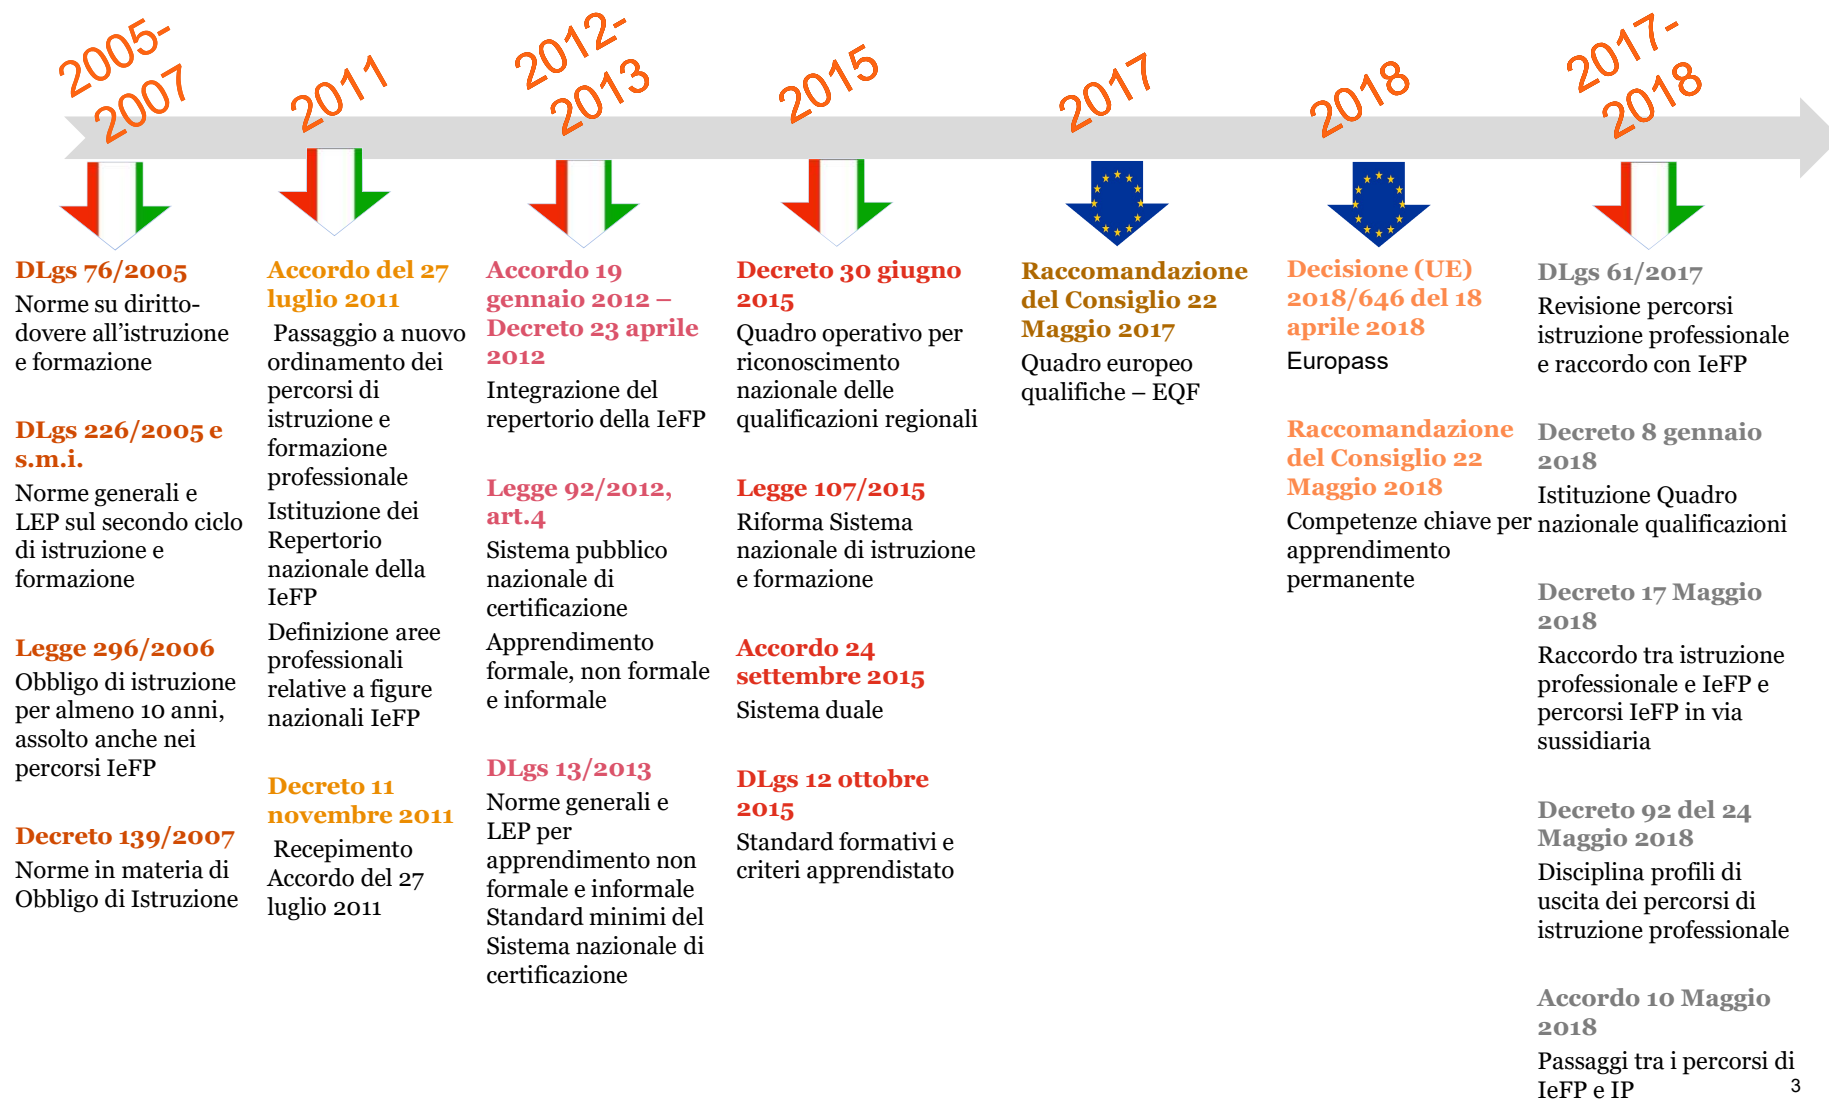 2005-
2007
2011
2012-
2013
2015
2017
2018
2017-
2018
DLgs 76/2005
Norme su diritto-
dovere all'istruzione
e formazione
DLgs 226/2005 e
s.m.i.
Norme generali e
LEP sul secondo ciclo
di istruzione e
formazione
Legge 296/2006
Obbligo di istruzione
per almeno 10 anni,
assolto anche nei
percorsi IeFP
Decreto 139/2007
Norme in materia di
Obbligo di Istruzione
Accordo del 27
luglio 2011
Passaggio a nuovo
ordinamento dei
percorsi di
istruzione e
formazione
professionale
Istituzione dei
Repertorio
nazionale della
IeFP
Definizione aree
professionali
relative a figure
nazionali IeFP
Decreto 11
novembre 2011
Recepimento
Accordo del 27
luglio 2011
Accordo 19
gennaio 2012 –
Decreto 23 aprile
2012
Integrazione del
repertorio della IeFP
Legge 92/2012,
art.4
Sistema pubblico
nazionale di
certificazione
Apprendimento
formale, non formale
e informale
DLgs 13/2013
Norme generali e
LEP per
apprendimento non
formale e informale
Standard minimi del
Sistema nazionale di
certificazione
Decreto 30 giugno
2015
Quadro operativo per
riconoscimento
nazionale delle
qualificazioni regionali
Legge 107/2015
Riforma Sistema
nazionale di istruzione
e formazione
Accordo 24
settembre 2015
Sistema duale
DLgs 12 ottobre
2015
Standard formativi e
criteri apprendistato
Raccomandazione
del Consiglio 22
Maggio 2017
Quadro europeo
qualifiche – EQF
Decisione (UE)
2018/646 del 18
aprile 2018
Europass
Raccomandazione
del Consiglio 22
Maggio 2018
Competenze chiave per
apprendimento
permanente
DLgs 61/2017
Revisione percorsi
istruzione professionale
e raccordo con IeFP
Decreto 8 gennaio
2018
Istituzione Quadro
nazionale qualificazioni
Decreto 17 Maggio
2018
Raccordo tra istruzione
professionale e IeFP e
percorsi IeFP in via
sussidiaria
Decreto 92 del 24
Maggio 2018
Disciplina profili di
uscita dei percorsi di
istruzione professionale
Accordo 10 Maggio
2018
Passaggi tra i percorsi di
IeFP e IP
3